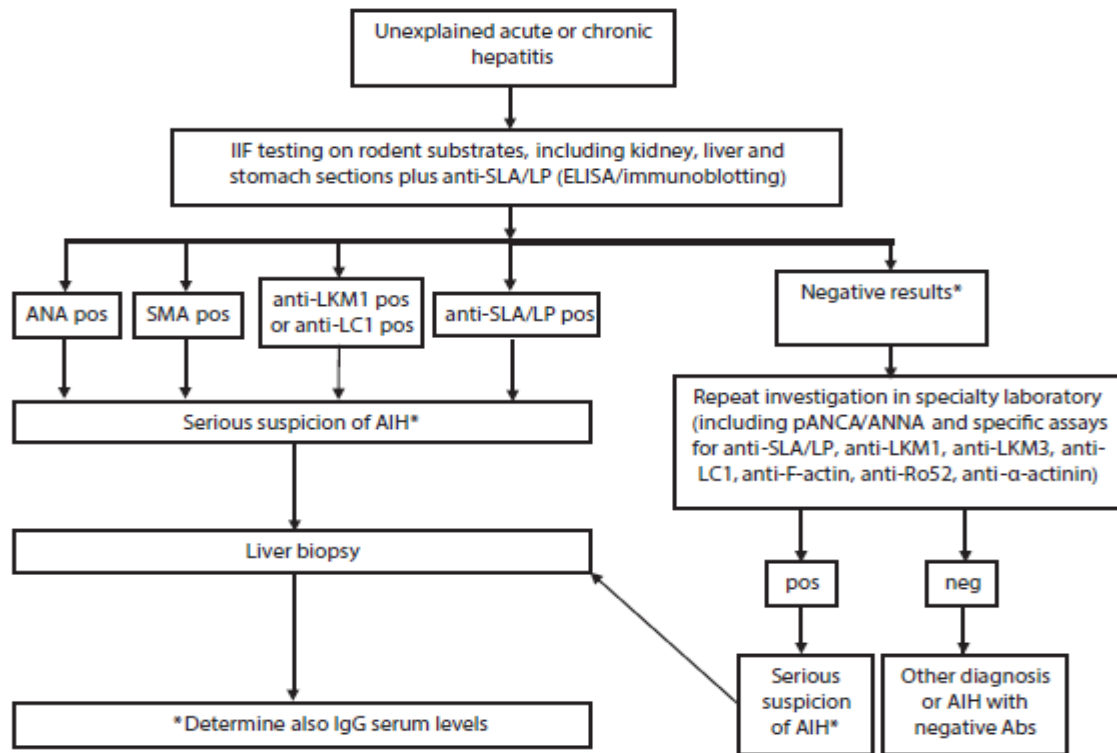 Unexplained acute or chronic
hepatitis
IIF testing on rodent substrates, including kidney, liver and
stomach sections plus anti-SLA/LP (ELISA/immunoblotting)
ANA pos
SMA pos
anti-LKM1 pos
or anti-LC1 pos
anti-SLA/LP pos
Negative results*
Serious suspicion of AIH*
Repeat investigation in specialty laboratory
(including pANCA/ANNA and specific assays
for anti-SLA/LP, anti-LKM1, anti-LKM3, anti-
LC1, anti-F-actin, anti-Ro52, anti-α-actinin)
Liver biopsy
pos
neg
Serious
suspicion
of AIH*
Other diagnosis
or AIH with
negative Abs
*Determine also IgG serum levels